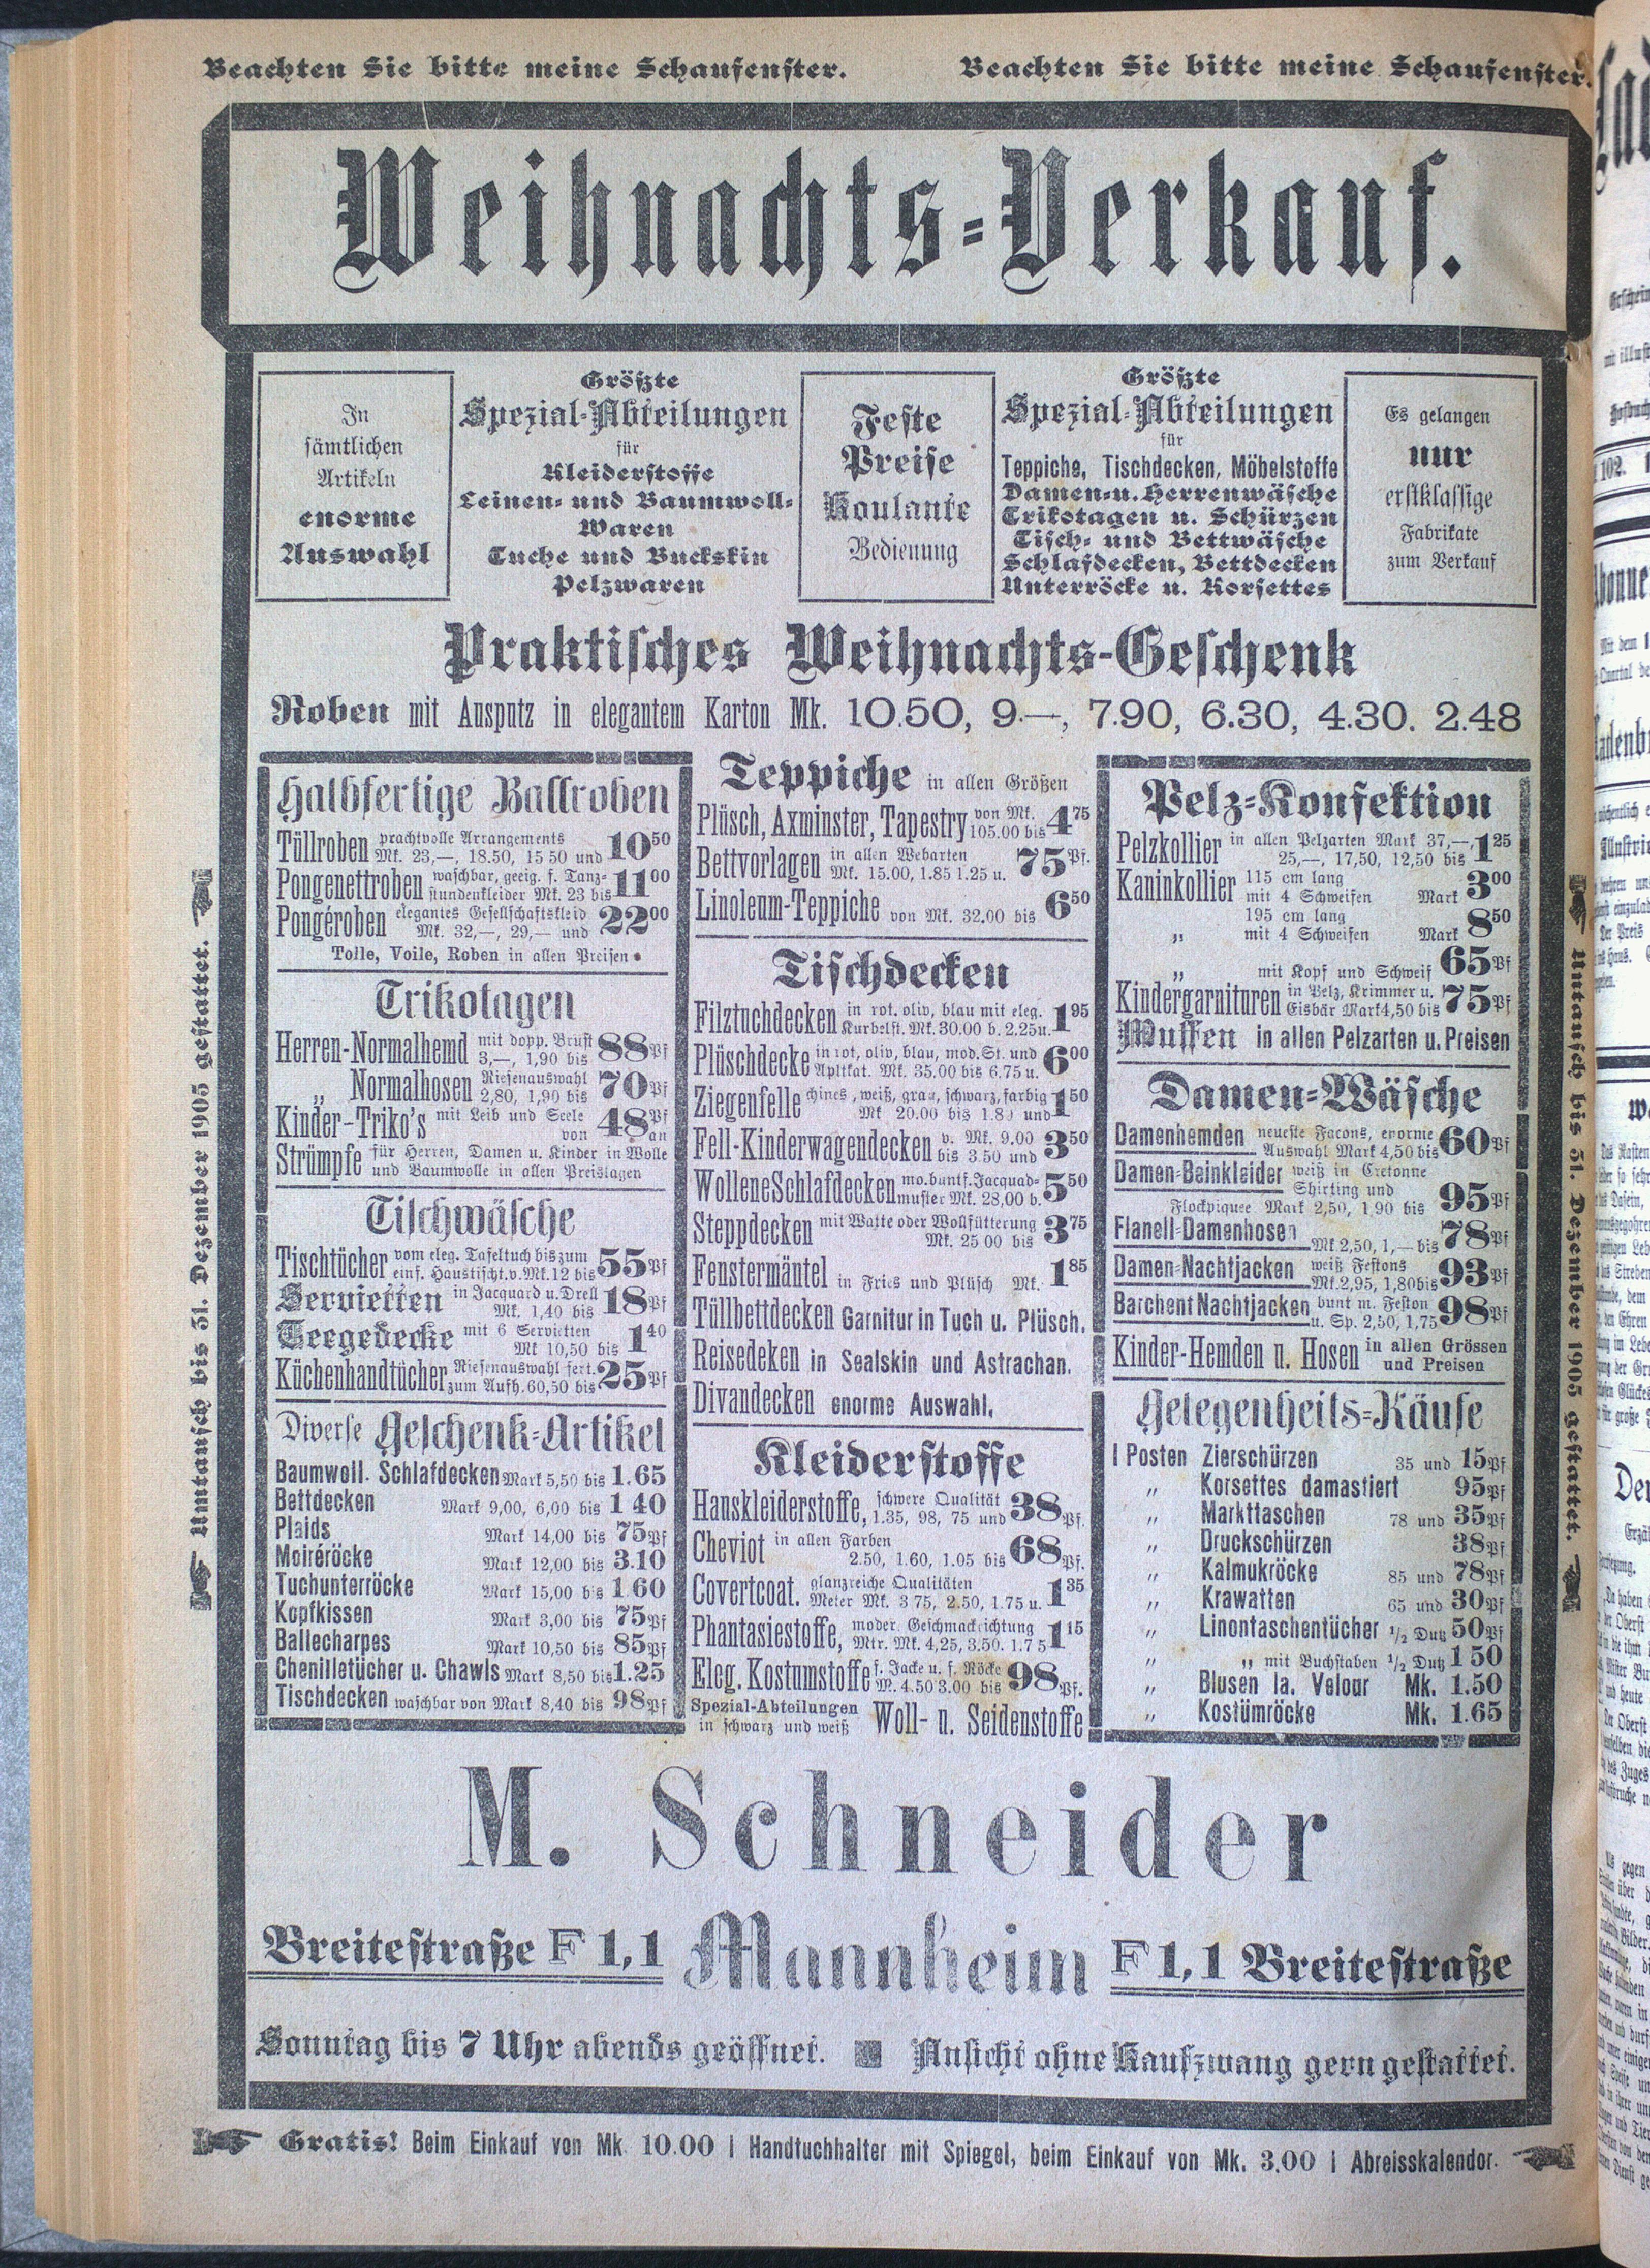 Beachten Sie bitte meine Schaufenster. Beachten Sie bitte meine Schaufenster.
Weihnachts-Verkauf.
In
sämtlichen
Artikeln
enorme
Auswahl
Größte
Spezial-Abteilungen
für
Kleiderstoffe
Leinen- und Baumwoll-
Waren
Tuche und Buckskin
Pelzwaren
Feste
Preise
Koulante
Bedienung
Größte
Spezial-Abteilungen
für
Teppiche, Tischdecken, Möbelstoffe
Damen- u. Herrenwäsche
Trikotagen u. Schürzen
Tisch- und Bettwäsche
Schlafdecken, Bettdecken
Unterröcke u. Korsettes
Es gelangen
nur
erstklassige
Fabrikate
zum Verkauf
Praktisches Weihnachts-Geschenk
Roben mit Ausputz in elegantem Karton Mk. 10.50, 9.—, 7.90, 6.30, 4.30. 2.48
Umtausch bis 31. Dezember 1905 gestattet.
Halbfertige Ballroben
Tüllroben prachtvolle Arrangements
Mk. 23,—, 18.50, 15 50 und 10 50
Pongenettroben waschbar, geeig. f. Tanz-
stundenkleider Mk. 23 bis 11 00
Pongéroben elegantes Gesellschaftskleid
Mk. 32,—, 29,— und 22 00
Tolle, Voile, Roben in allen Preisen
Trikotagen
Herren-Normalhemd mit dopp. Brust
3,—, 1,90 bis 88 Pf
„ Normalhosen Riesenauswahl
2,80, 1,90 bis 70 Pf
Kinder-Triko's mit Leib und Seele
von 48 Pf an
Strümpfe für Herren, Damen u. Kinder in Wolle
und Baumwolle in allen Preislagen
Tischwäsche
Tischtücher vom eleg. Tafeltuch bis zum
einf. Haustischt. v. Mk. 12 bis 55 Pf
Servietten in Jacquard u. Drell
Mk. 1,40 bis 18 Pf
Teegedecke mit 6 Servietten
Mk 10,50 bis 1 40
Küchenhandtücher Riesenauswahl fert.
zum Aufh. 60,50 bis 25 Pf
Diverse Geschenk-Artikel
Baumwoll. Schlafdecken Mark 5,50 bis 1.65
Bettdecken Mark 9,00, 6,00 bis 1 40
Plaids Mark 14,00 bis 75 Pf
Moiréröcke Mark 12,00 bis 3.10
Tuchunterröcke Mark 15,00 bis 1 60
Kopfkissen Mark 3,00 bis 75 Pf
Ballecharpes Mark 10,50 bis 85 Pf
Chenilletücher u. Chawls Mark 8,50 bis 1.25
Tischdecken waschbar von Mark 8,40 bis 98 Pf
Teppiche in allen Größen
Plüsch, Axminster, Tapestry von Mk.
105.00 bis 4 75
Bettvorlagen in allen Webarten
Mk. 15.00, 1.85 1.25 u. 75 Pf.
Linoleum-Teppiche von Mk. 32.00 bis 6 50
Tischdecken
Filztuchdecken in rot, oliv, blau mit eleg.
Kurbelst. Mk. 30.00 b. 2.25 u. 1 95
Plüschdecke in rot, oliv, blau, mod. St. und
Apltkat. Mk. 35.00 bis 6.75 u. 6 00
Ziegenfelle chines, weiß, grau, schwarz, farbig
Mk 20.00 bis 1.80 und 1 50
Fell-Kinderwagendecken v. Mk. 9.00
bis 3.50 und 3 50
Wollene Schlafdecken mo. buntf. Jacquad-
muster Mk. 28,00 b. 5 50
Steppdecken mit Watte oder Wollfütterung
Mk. 25 00 bis 3 75
Fenstermäntel in Fries und Plüsch Mk. 1 85
Tüllbettdecken Garnitur in Tuch u. Plüsch.
Reisedeken in Sealskin und Astrachan.
Divandecken enorme Auswahl.
Kleiderstoffe
Hauskleiderstoffe, schwere Qualität
1.35, 98, 75 und 38 Pf.
Cheviot in allen Farben
2.50, 1.60, 1.05 bis 68 Pf.
Covertcoat. glanzreiche Qualitäten
Meter Mk. 3 75, 2.50, 1.75 u. 1 35
Phantasiestoffe, moder. Geschmackrichtung
Mtr. Mk. 4,25, 3.50. 1.75 1 15
Eleg. Kostumstoffe f. Jacke u. f. Röcke
M. 4.50 3.00 bis 98 Pf.
Spezial-Abteilungen
in schwarz und weiß Woll- u. Seidenstoffe
Pelz-Konfektion
Pelzkollier in allen Pelzarten Mark 37,—,
25,—, 17,50, 12,50 bis 1 25
Kaninkollier 115 cm lang
mit 4 Schweifen Mark 3 00
„ 195 cm lang
mit 4 Schweifen Mark 8 50
„ mit Kopf und Schweif 65 Pf
Kindergarnituren in Pelz, Krimmer u.
Eisbär Mark 4,50 bis 75 Pf
Muffen in allen Pelzarten u. Preisen
Damen-Wäsche
Damenhemden neueste Facons, enorme
Auswahl Mark 4,50 bis 60 Pf
Damen-Beinkleider weiß in Cretonne
Shirting und
Flockpiquee Mark 2,50, 1,90 bis 95 Pf
Flanell-Damenhosen Mk 2,50, 1,— bis 78 Pf
Damen-Nachtjacken weiß Festons
Mk. 2,95, 1,80 bis 93 Pf
Barchent Nachtjacken bunt m. Feston
u. Sp. 2,50, 1,75 98 Pf
Kinder-Hemden u. Hosen in allen Grössen
und Preisen
Gelegenheits-Käufe
1 Posten Zierschürzen 35 und 15 Pf
„ Korsettes damastiert 95 Pf
„ Markttaschen 78 und 35 Pf
„ Druckschürzen 38 Pf
„ Kalmukröcke 85 und 78 Pf
„ Krawatten 65 und 30 Pf
„ Linontaschentücher 1/2 Dutz 50 Pf
„ „ mit Buchstaben 1/2 Dutz 1 50
„ Blusen la. Velour Mk. 1.50
„ Kostümröcke Mk. 1.65
Umtausch bis 31. Dezember 1905 gestattet.
M. Schneider
Breitestraße F 1, 1 Mannheim F 1, 1 Breitestraße
Sonntag bis 7 Uhr abends geöffnet. Ansicht ohne Kaufzwang gern gestattet.
Gratis! Beim Einkauf von Mk 10.00 1 Handtuchhalter mit Spiegel, beim Einkauf von Mk. 3.00 1 Abreisskalendor.